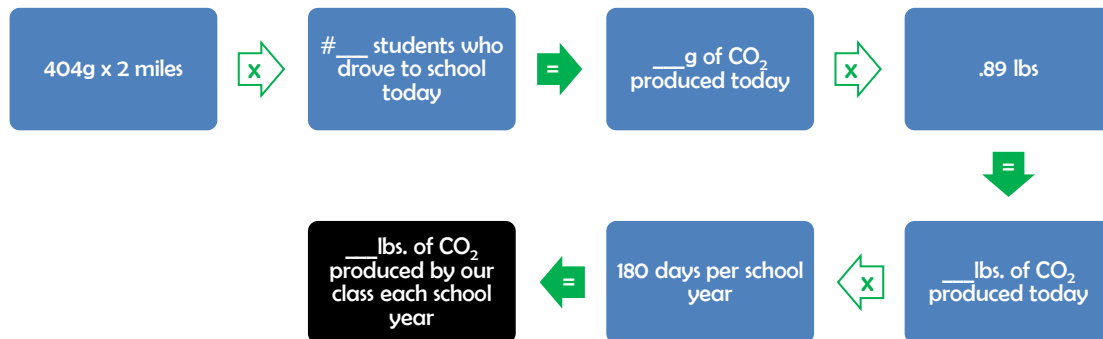 404g x 2 miles
x
#___ students who
drove to school
today
=
___g of CO₂
produced today
x
.89 lbs
=
___lbs. of CO₂
produced today
x
180 days per school
year
=
___lbs. of CO₂
produced by our
class each school
year